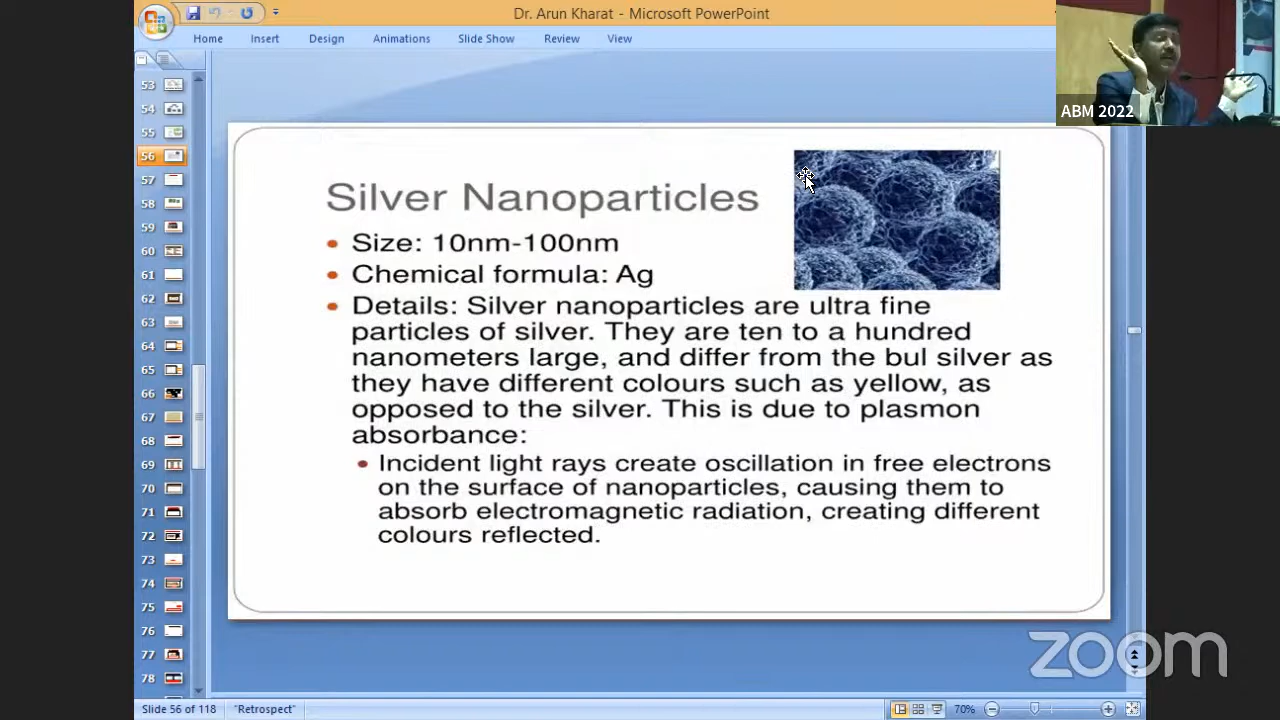 Dr. Arun Kharat - Microsoft PowerPoint
Home Insert Design Animations Slide Show Review View
ABM 2022
53
54
55
56
57
58
59
60
61
62
63
64
65
66
67
68
69
70
71
72
73
74
75
76
77
78
Silver Nanoparticles
• Size: 10nm-100nm
• Chemical formula: Ag
• Details: Silver nanoparticles are ultra fine
particles of silver. They are ten to a hundred
nanometers large, and differ from the bul silver as
they have different colours such as yellow, as
opposed to the silver. This is due to plasmon
absorbance:
• Incident light rays create oscillation in free electrons
on the surface of nanoparticles, causing them to
absorb electromagnetic radiation, creating different
colours reflected.
zoom
Slide 56 of 118 "Retrospect" 70%